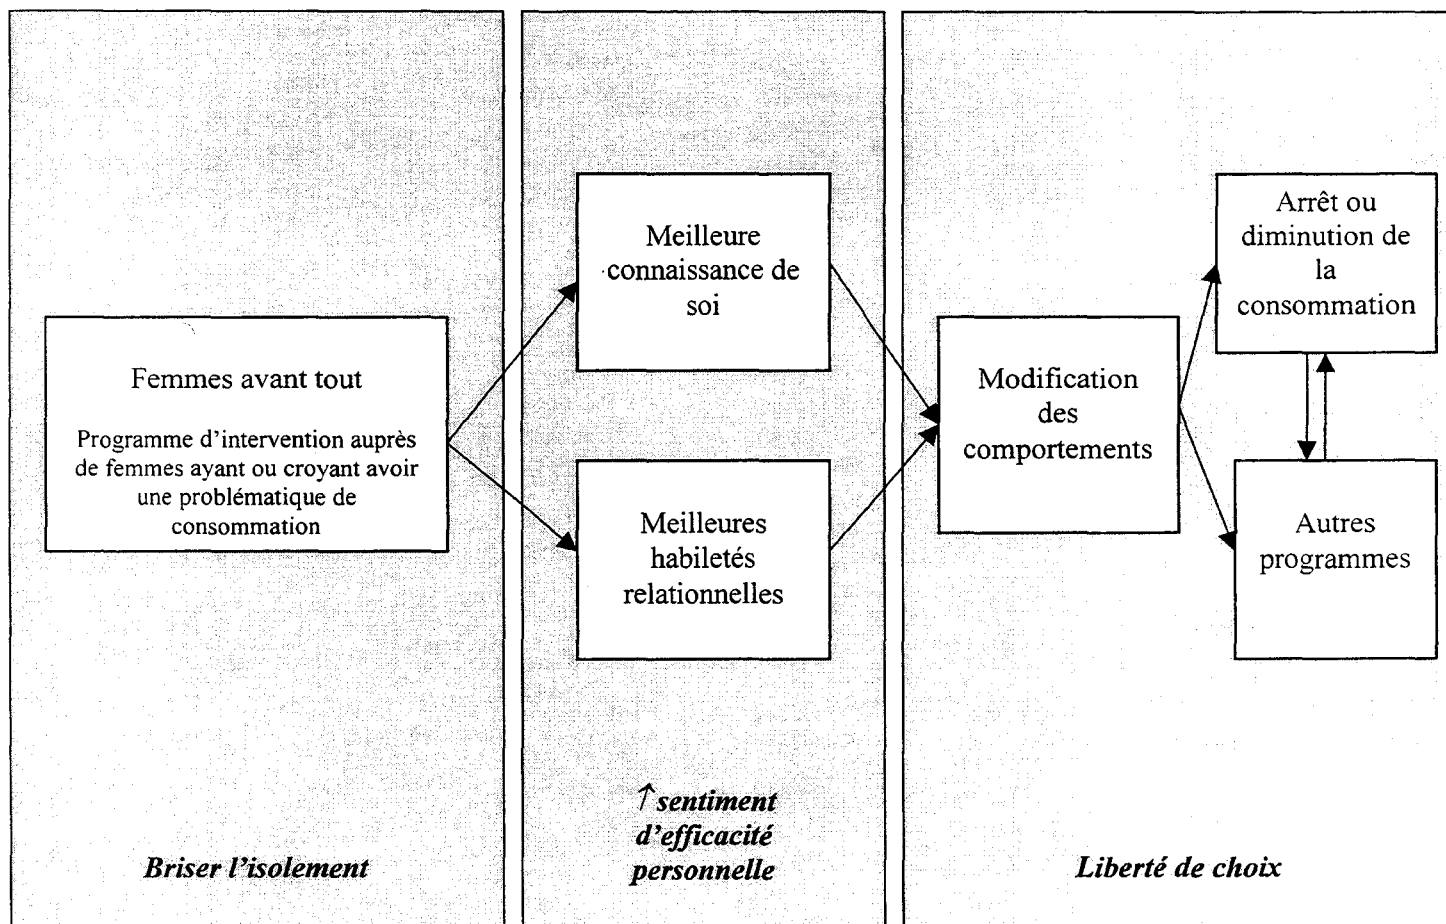 Femmes avant tout
Programme d'intervention auprès
de femmes ayant ou croyant avoir
une problématique de
consommation
Briser l'isolement
Meilleure
connaissance de
soi
Meilleures
habiletés
relationnelles
↑ sentiment
d'efficacité
personnelle
Modification
des
comportements
Arrêt ou
diminution de
la
consommation
Autres
programmes
Liberté de choix